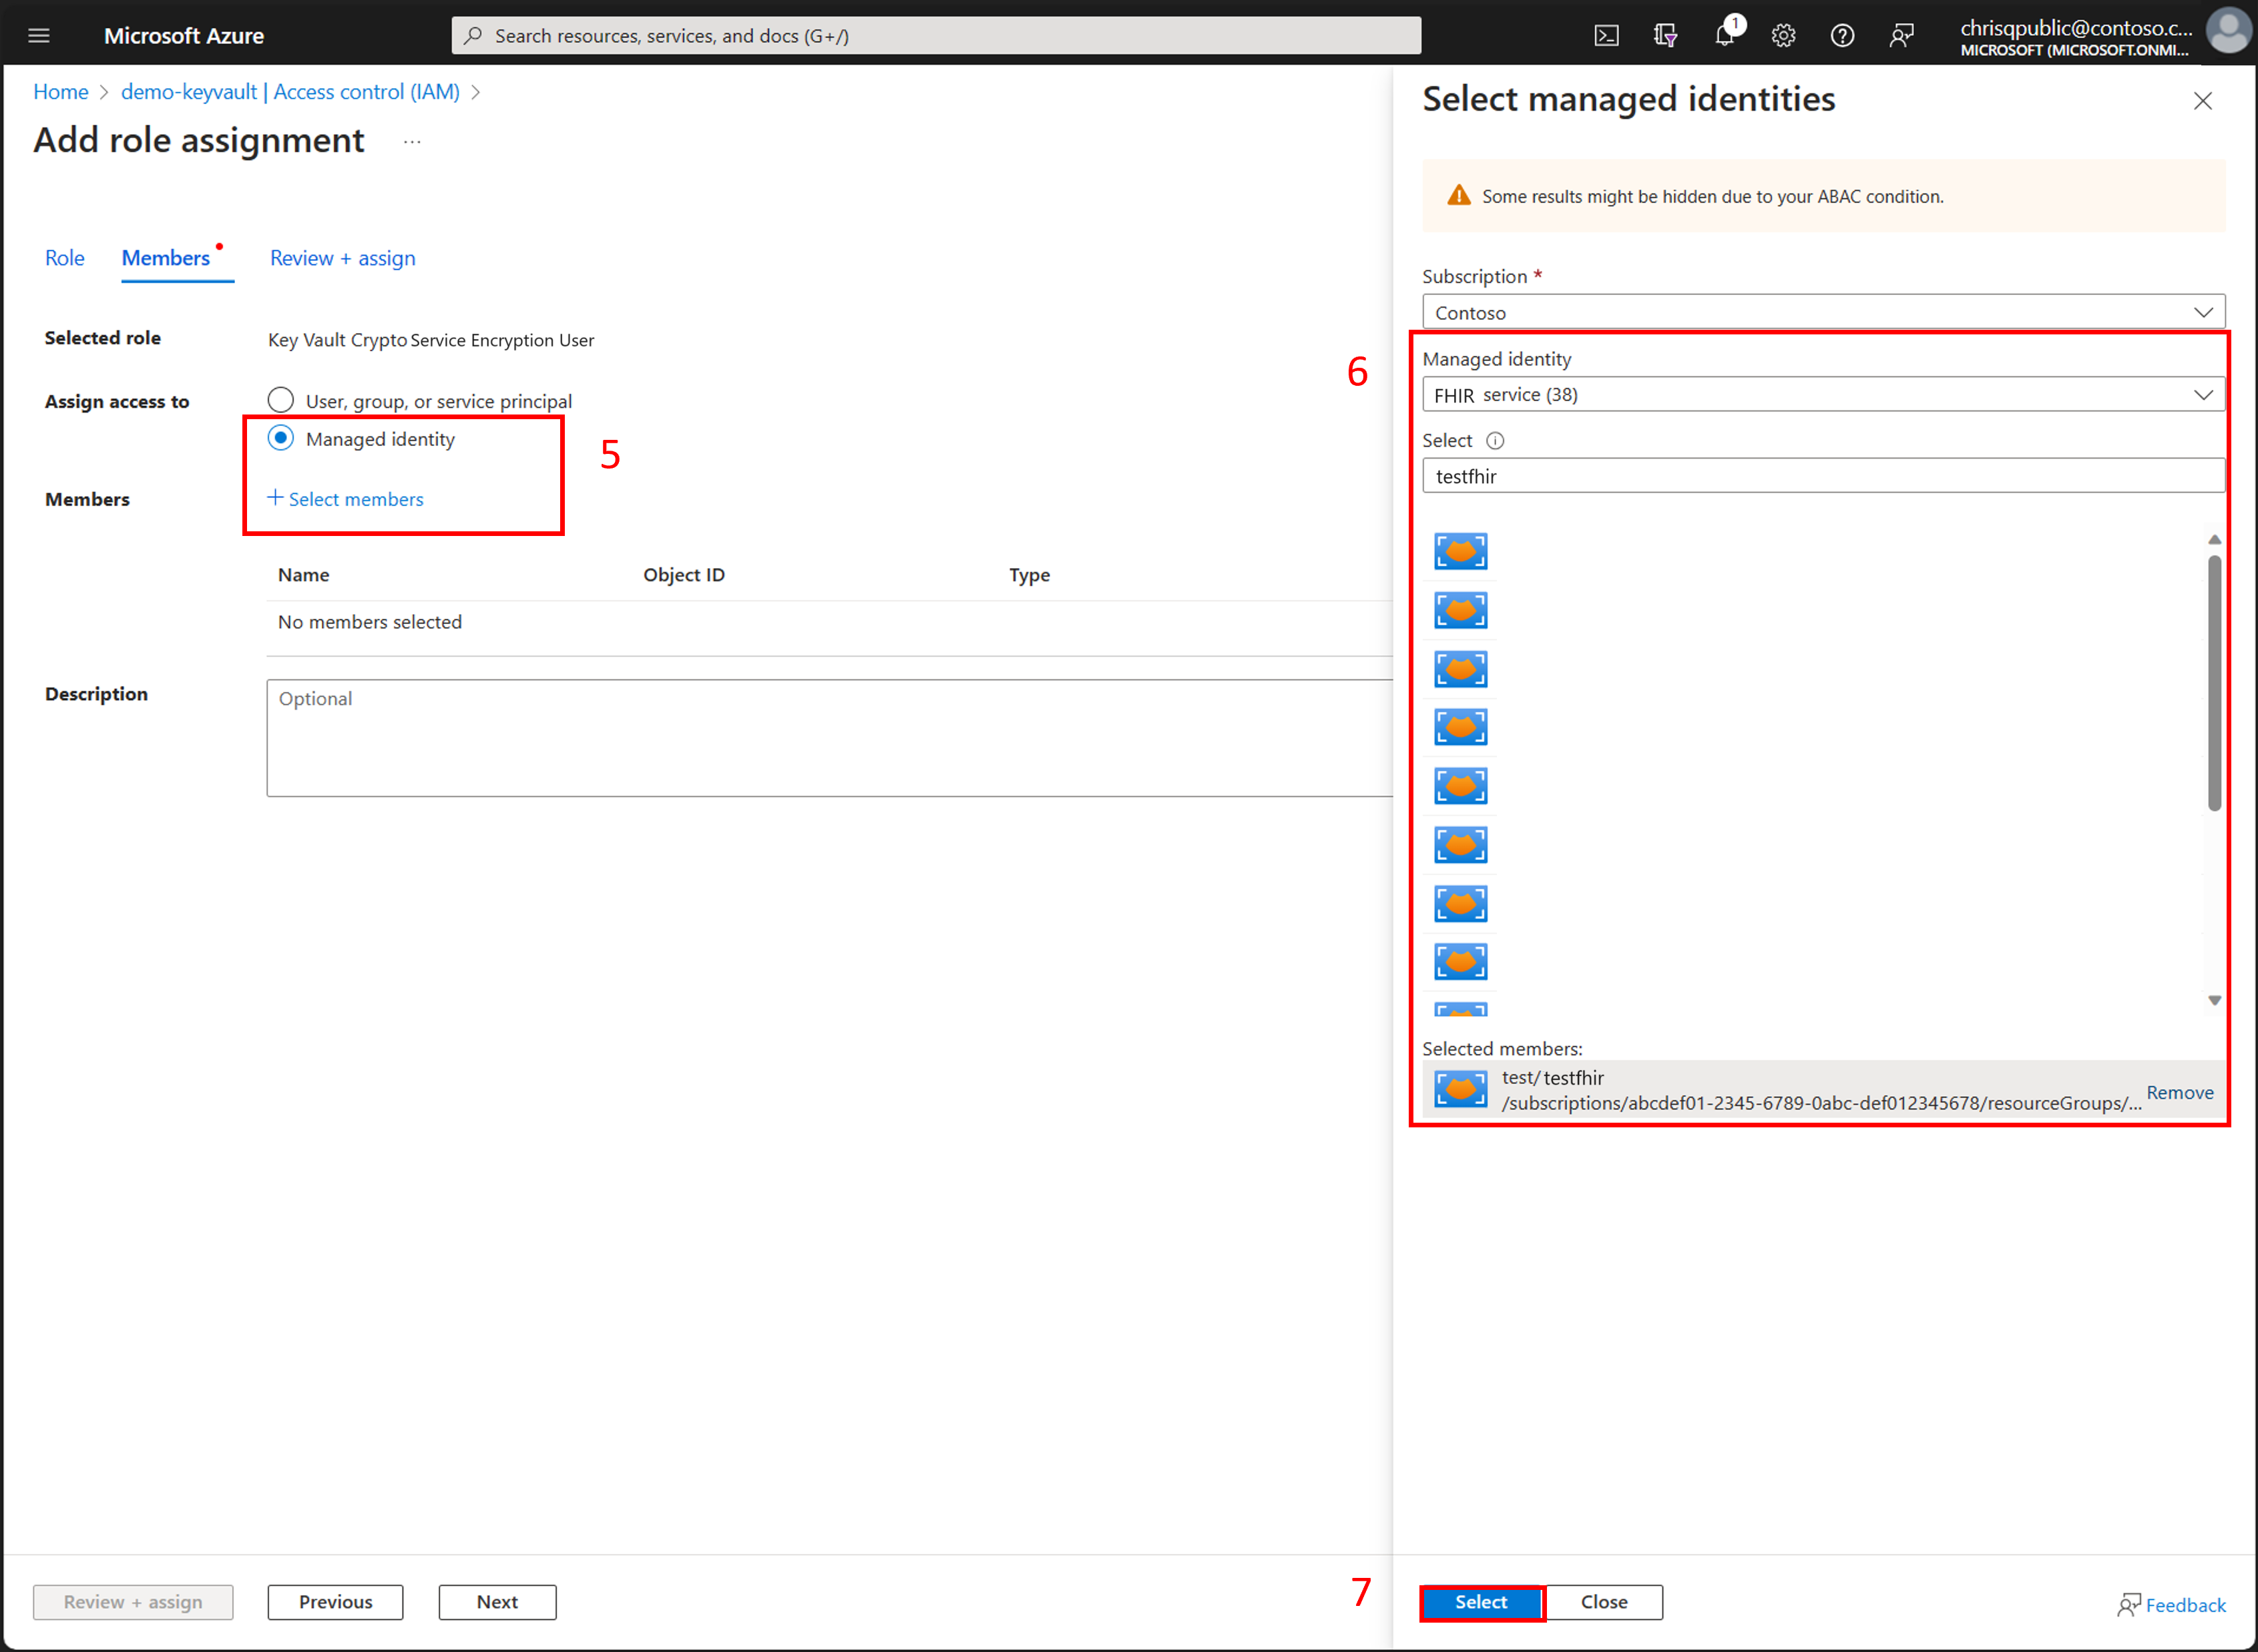 Microsoft Azure
Search resources, services, and docs (G+/)
1
chrisqpublic@contoso.c...
MICROSOFT (MICROSOFT.ONMI...
Home > demo-keyvault | Access control (IAM) >
Add role assignment ...
Role
Members
Review + assign
Selected role
Key Vault Crypto Service Encryption User
Assign access to
User, group, or service principal
Managed identity
5
Members
+ Select members
Name Object ID Type
No members selected
Description
Optional
Review + assign
Previous
Next
Select managed identities
Some results might be hidden due to your ABAC condition.
Subscription *
Contoso
6
Managed identity
FHIR service (38)
Select
testfhir
Selected members:
test/testfhir
/subscriptions/abcdef01-2345-6789-0abc-def012345678/resourceGroups/...
Remove
7
Select
Close
Feedback